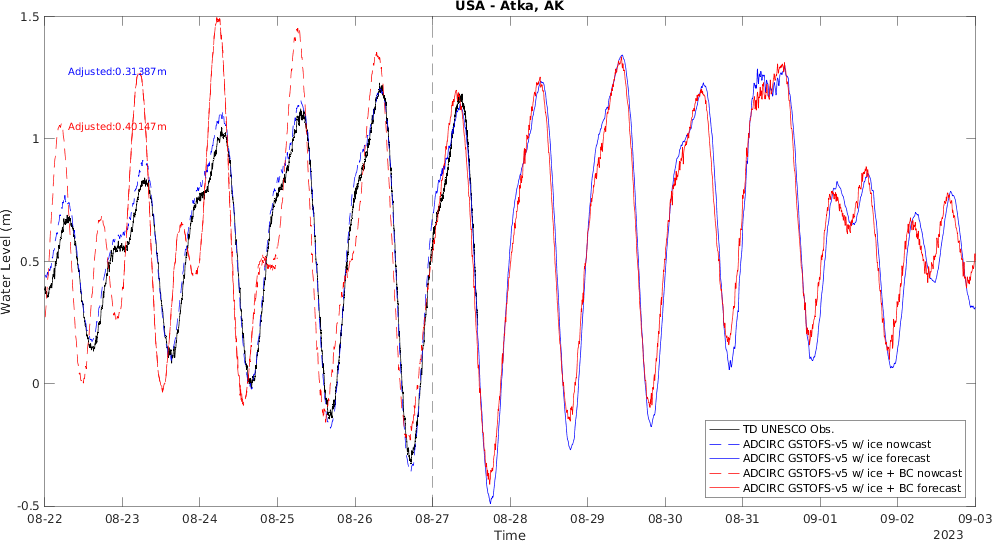 USA - Atka, AK
1.5
1
0.5
0
-0.5
Water Level (m)
Adjusted:0.31387m
Adjusted:0.40147m
TD UNESCO Obs.
ADCIRC GSTOFS-v5 w/ ice nowcast
ADCIRC GSTOFS-v5 w/ ice forecast
ADCIRC GSTOFS-v5 w/ ice + BC nowcast
ADCIRC GSTOFS-v5 w/ ice + BC forecast
08-22 08-23 08-24 08-25 08-26 08-27 08-28 08-29 08-30 08-31 09-01 09-02 09-03
Time
2023